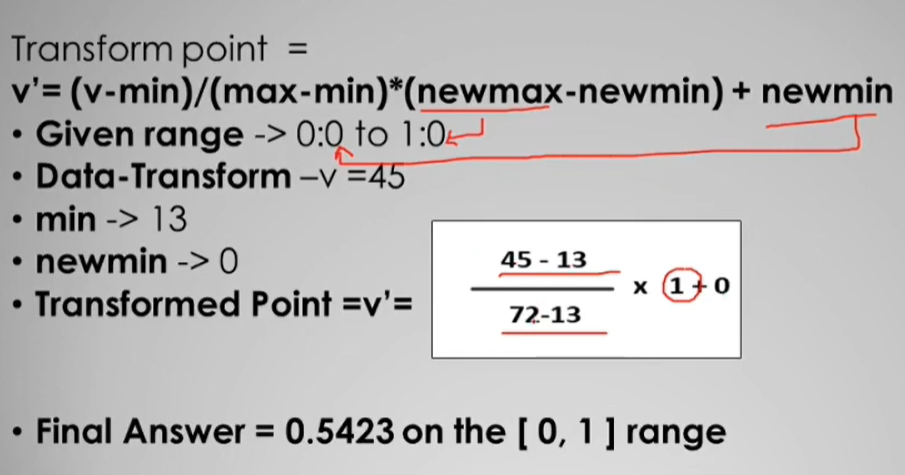 Transform point =
v'= (v-min)/(max-min)*(newmax-newmin) + newmin
• Given range -> 0:0 to 1:0
• Data-Transform –v =45
• min -> 13
• newmin -> 0
• Transformed Point =v'=
45 - 13
72-13
x 1+0
• Final Answer = 0.5423 on the [ 0, 1 ] range